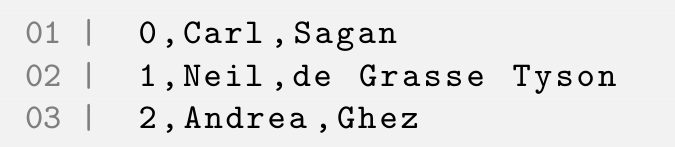 01 | 0,Carl,Sagan
02 | 1,Neil,de Grasse Tyson
03 | 2,Andrea,Ghez